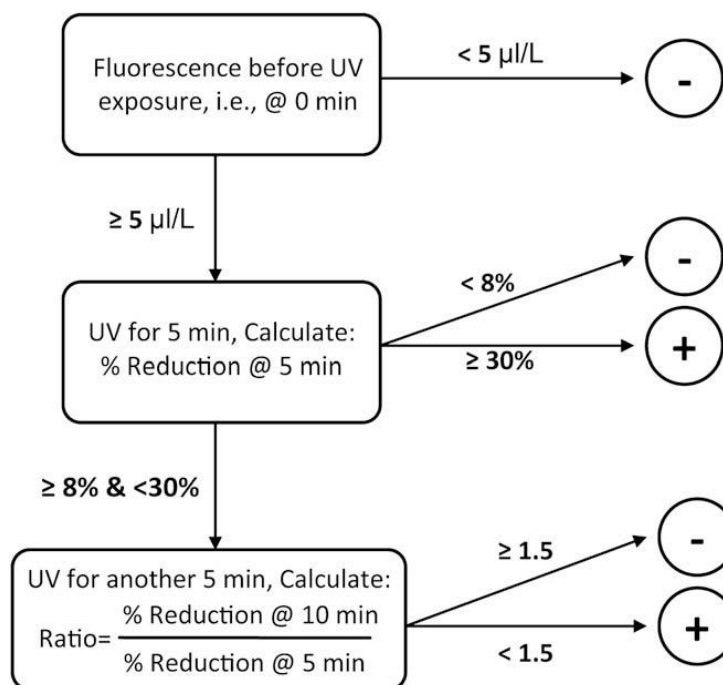 Fluorescence before UV
exposure, i.e., @ 0 min
< 5 µl/L
-
≥ 5 µl/L
UV for 5 min, Calculate:
% Reduction @ 5 min
< 8%
-
≥ 30%
+
≥ 8% & <30%
UV for another 5 min, Calculate:
Ratio=
% Reduction @ 10 min
% Reduction @ 5 min
≥ 1.5
-
< 1.5
+